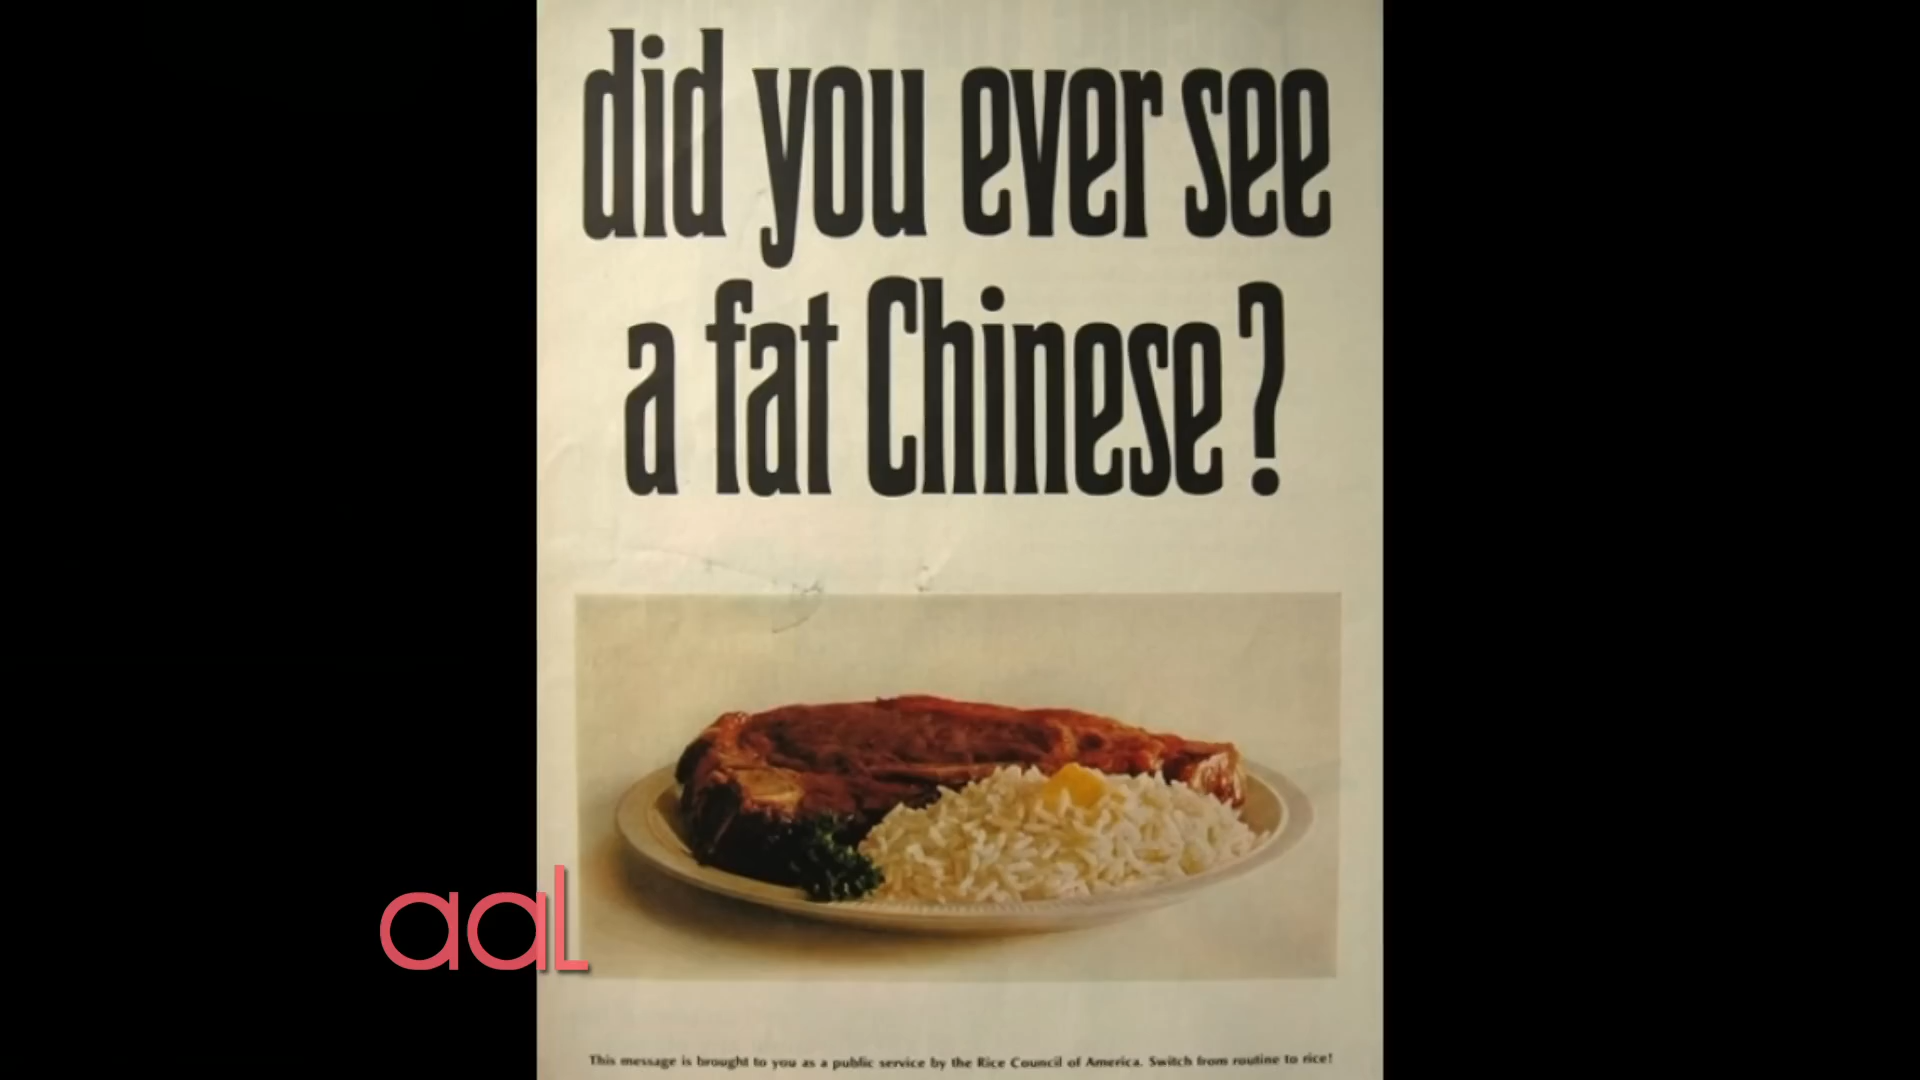 did you ever see
a fat Chinese?
aaL
This message is brought to you as a public service by the Rice Council of America. Switch from routine to rice!